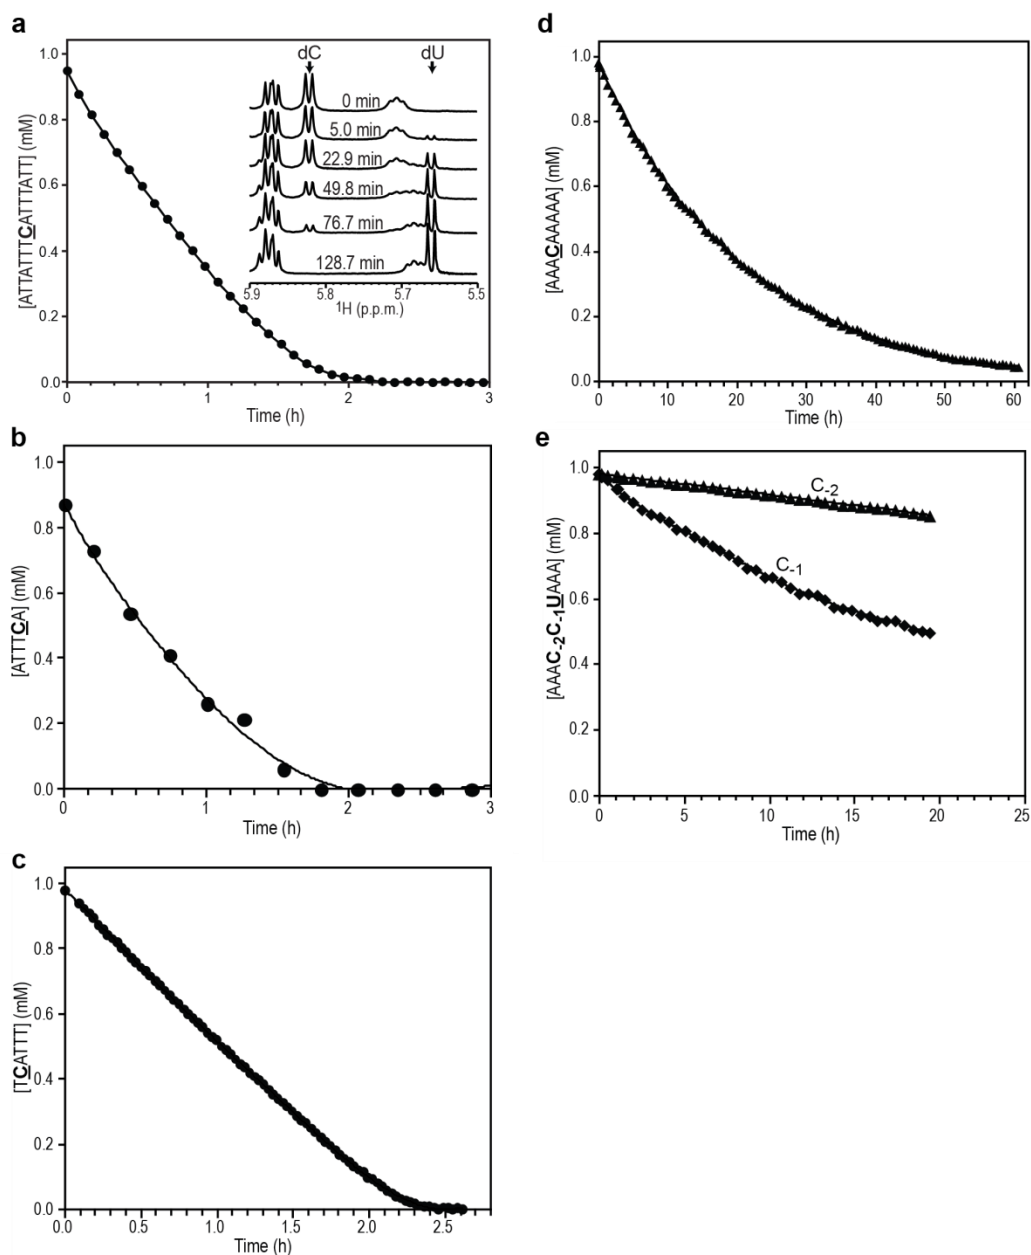 a
[ATTATTTCATTTATT] (mM)
1.0
0.8
0.6
0.4
0.2
0.0
0
1
2
3
Time (h)
dC
dU
0 min
5.0 min
22.9 min
49.8 min
76.7 min
128.7 min
5.9
5.8
5.7
5.5
1H (p.p.m.)
b
[ATTTCA] (mM)
1.0
0.8
0.6
0.4
0.2
0.0
0
1
2
3
Time (h)
c
[TCATTT] (mM)
1.0
0.8
0.6
0.4
0.2
0.0
0.0
0.5
1.0
1.5
2.0
2.5
Time (h)
d
[AAACAAAAA] (mM)
1.0
0.8
0.6
0.4
0.2
0.0
0
10
20
30
40
50
60
Time (h)
e
[AAAC-2C-1UAAA] (mM)
1.0
0.8
0.6
0.4
0.2
0.0
C-2
C-1
0
5
10
15
20
25
Time (h)